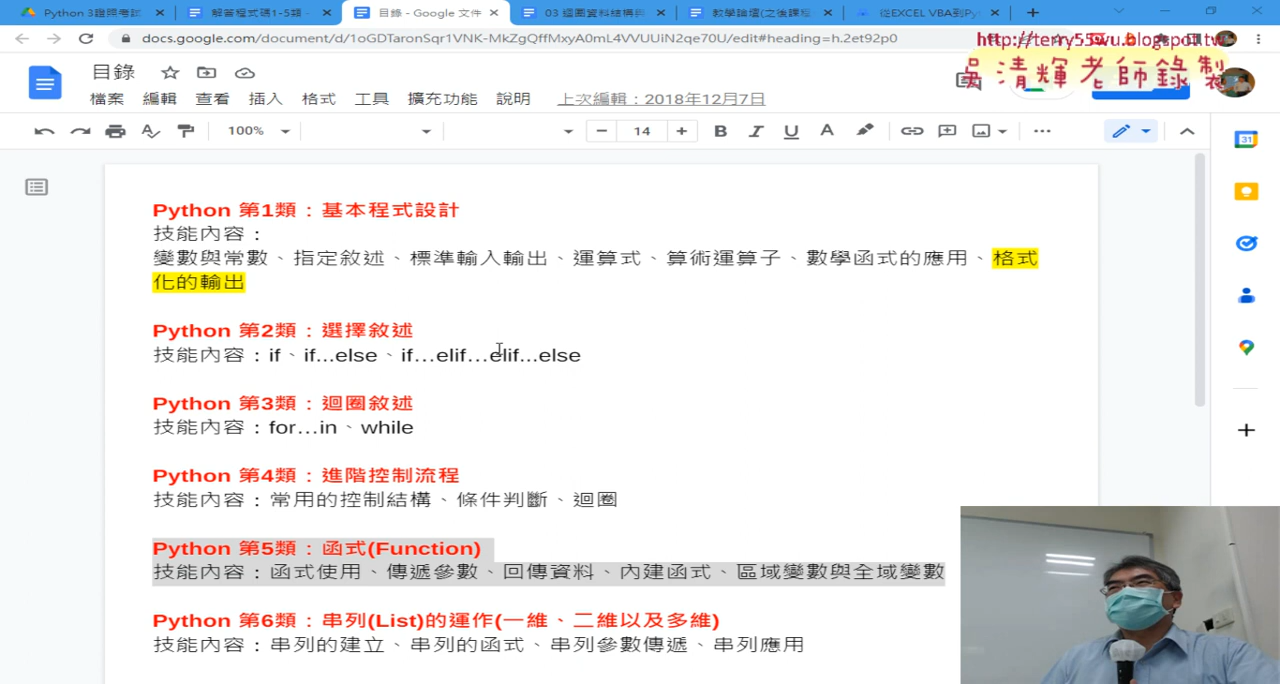 Python 3證照考試
解答程式碼1-5類 -
目錄 - Google 文件
03 迴圈資料結構與
教學論壇(之後課程
從EXCEL VBA到Py
docs.google.com/document/d/1oGDTaronSqr1VNK-MkZgQffMxyA0mL4VVUUiN2qe70U/edit#heading=h.2et92p0
http://terry55wu.blogspot.tw
吳清輝老師錄製
目錄
檔案 編輯 查看 插入 格式 工具 擴充功能 說明 上次編輯：2018年12月7日
100% 14 B I U A
31
Python 第1類：基本程式設計
技能內容：
變數與常數、指定敘述、標準輸入輸出、運算式、算術運算子、數學函式的應用、格式
化的輸出
Python 第2類：選擇敘述
技能內容：if、if...else、if...elif...elif...else
Python 第3類：迴圈敘述
技能內容：for...in、while
Python 第4類：進階控制流程
技能內容：常用的控制結構、條件判斷、迴圈
Python 第5類：函式(Function)
技能內容：函式使用、傳遞參數、回傳資料、內建函式、區域變數與全域變數
Python 第6類：串列(List)的運作(一維、二維以及多維)
技能內容：串列的建立、串列的函式、串列參數傳遞、串列應用